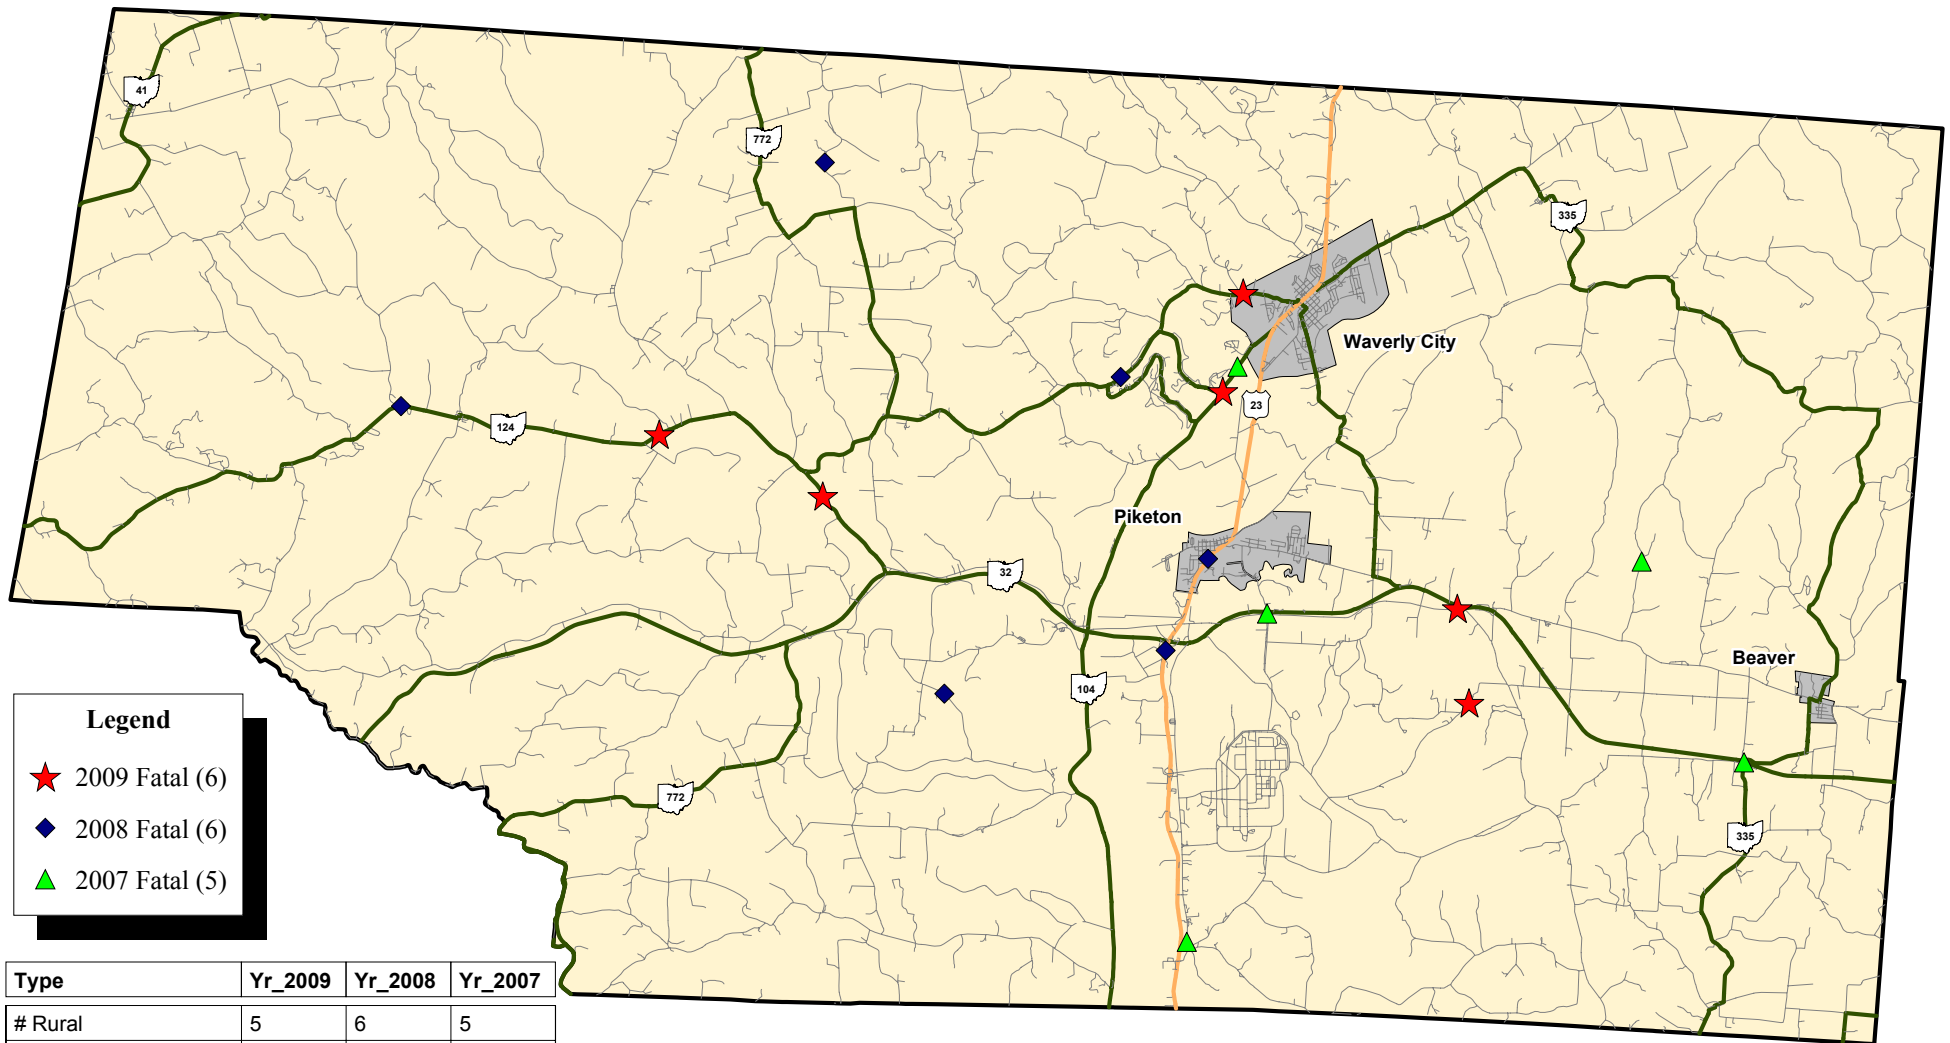 41
772
335
Waverly City
23
124
Piketon
32
Beaver
104
772
335
Legend
2009 Fatal (6)
2008 Fatal (6)
2007 Fatal (5)
Type Yr_2009 Yr_2008 Yr_2007
# Rural 5 6 5